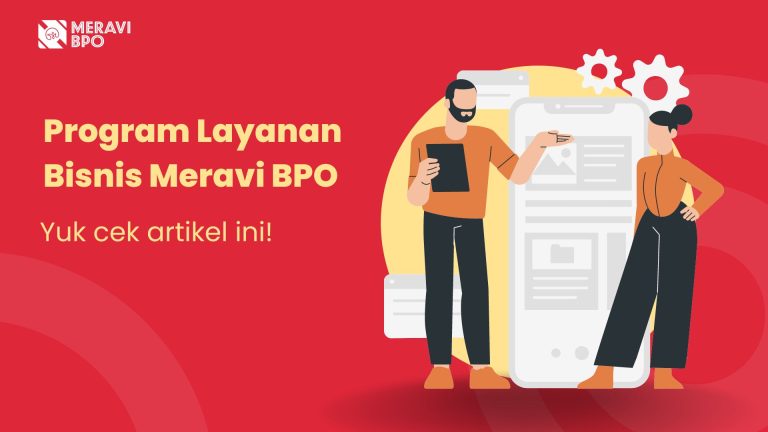 MERAVI
BPO
Program Layanan
Bisnis Meravi BPO
Yuk cek artikel ini!